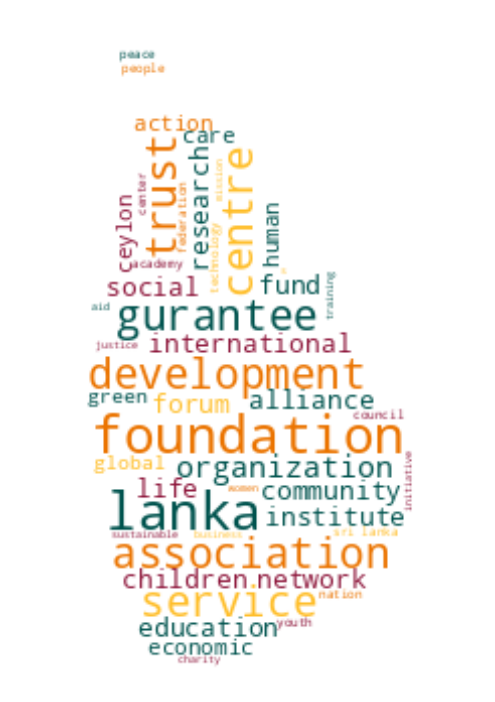 peace
people
action
care
trust
research
centre
mission
center
federation
ceylon
human
technology
academy
social
fund
training
aid
gurantee
justice
international
development
green
forum
alliance
council
foundation
global
organization
initiative
life
women
community
lanka
institute
sustainable
business
sri lanka
association
children
network
service
nation
education
youth
economic
charity